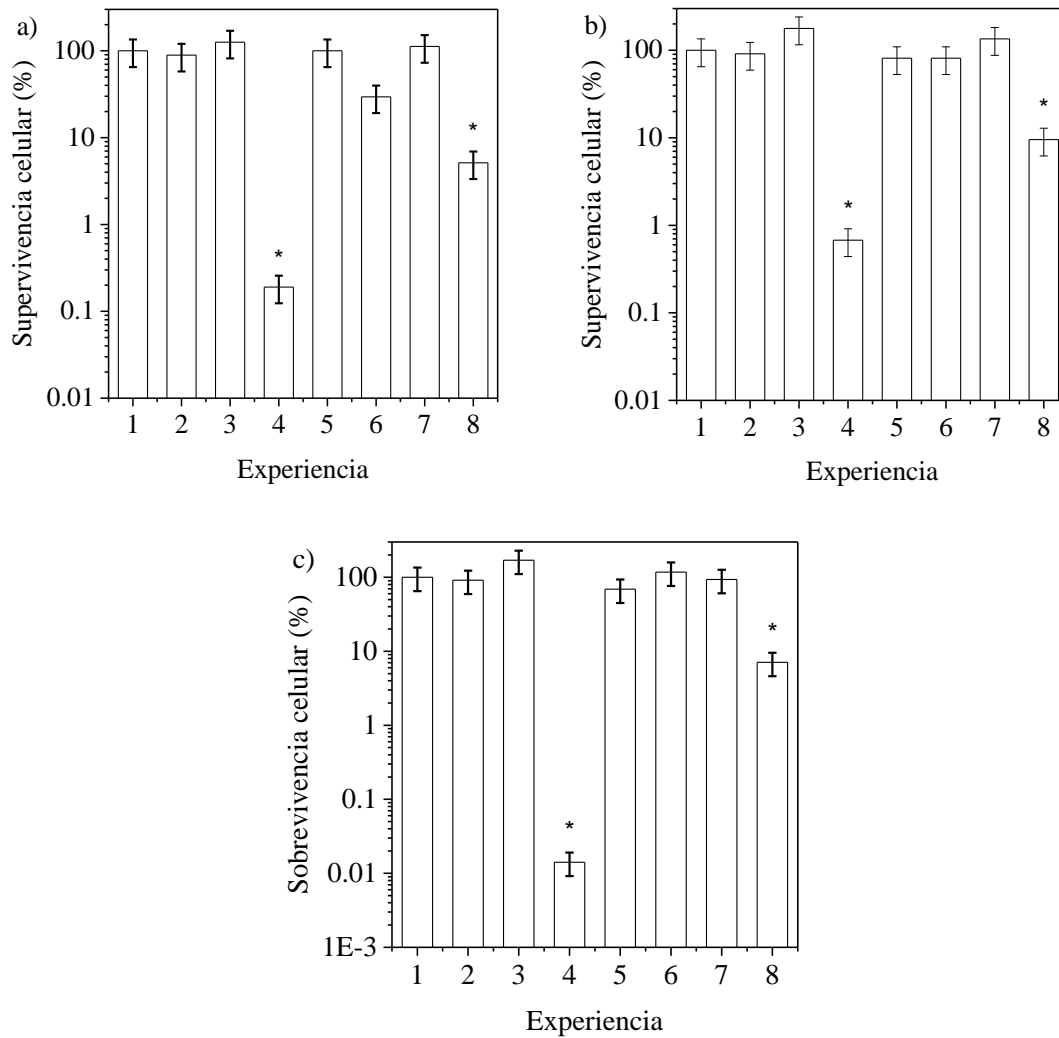 a)
Supervivencia celular (%)
100
10
1
0.1
0.01
*
*
1 2 3 4 5 6 7 8
Experiencia
b)
Supervivencia celular (%)
100
10
1
0.1
0.01
*
*
1 2 3 4 5 6 7 8
Experiencia
c)
Sobrevivencia celular (%)
100
10
1
0.1
0.01
1E-3
*
*
1 2 3 4 5 6 7 8
Experiencia